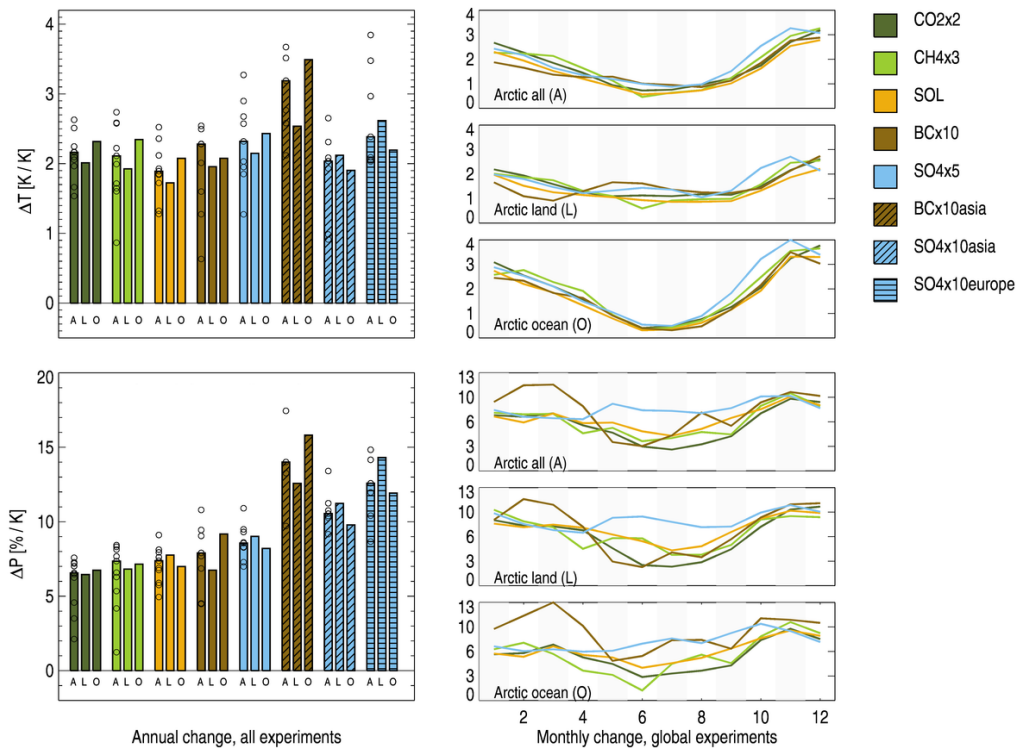 4
3
2
1
0
ΔT [K / K]
A L O A L O A L O A L O A L O A L O A L O A L O
20
15
10
5
0
ΔP [% / K]
A L O A L O A L O A L O A L O A L O A L O A L O
Annual change, all experiments
4
3
2
1
0
Arctic all (A)
4
3
2
1
0
Arctic land (L)
4
3
2
1
0
Arctic ocean (O)
13
10
6
3
0
Arctic all (A)
13
10
6
3
0
Arctic land (L)
13
10
6
3
0
Arctic ocean (O)
2 4 6 8 10 12
Monthly change, global experiments
CO2x2
CH4x3
SOL
BCx10
SO4x5
BCx10asia
SO4x10asia
SO4x10europe